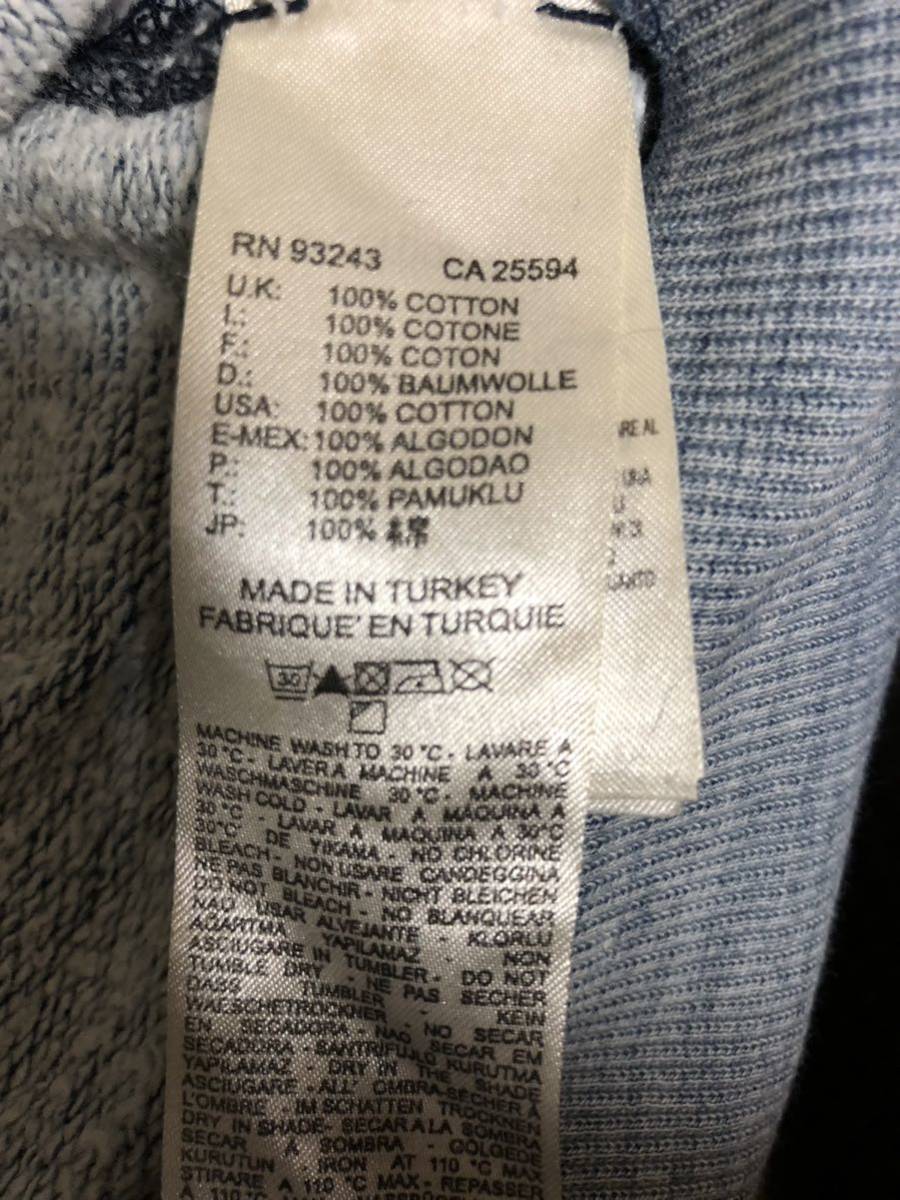 RN 93243 CA 25594
U.K: 100% COTTON
I.: 100% COTONE
F.: 100% COTON
D.: 100% BAUMWOLLE
USA: 100% COTTON
E-MEX: 100% ALGODON
P.: 100% ALGODAO
T.: 100% PAMUKLU
JP: 100%
MADE IN TURKEY
FABRIQUE' EN TURQUIE
30
MACHINE WASH TO 30 °C - LAVARE A
30 °C - LAVER A MACHINE A 30 °C
WASCHMASCHINE 30 °C - MACHINE
WASH COLD - LAVAR A MAQUINA A
30 °C - LAVAR A MAQUINA A 30°C
30°C DE YIKAMA - NO CHLORINE
BLEACH - NON USARE CANDEGGINA
NE PAS BLANCHIR - NICHT BLEICHEN
DO NOT BLEACH - NO BLANQUEAR
NAO USAR ALVEJANTE - KLORLU
AGARTMA YAPILAMAZ - NON
ASCIUGARE IN TUMBLER - DO NOT
TUMBLE DRY - NE PAS SECHER
DASS TUMBLER - KEIN
WAESCHETROCKNER - NO SECAR
EN SECADORA - NAO SECAR EM
SECADORA - SANTRIFUJLO KURUTMA
YAPILAMAZ - DRY IN THE SHADE
ASCIUGARE - ALL' OMBRA - SECHER A
L'OMBRE - IM SCHATTEN TROCKNEN
DRY IN SHADE - SECAR A LA SOMBRA
SECAR A SOMBRA - GOLGEDE
KURUTUN - IRON AT 110 °C MAX
STIRARE A 110 °C MAX - REPASSER
A 110 °C MAX